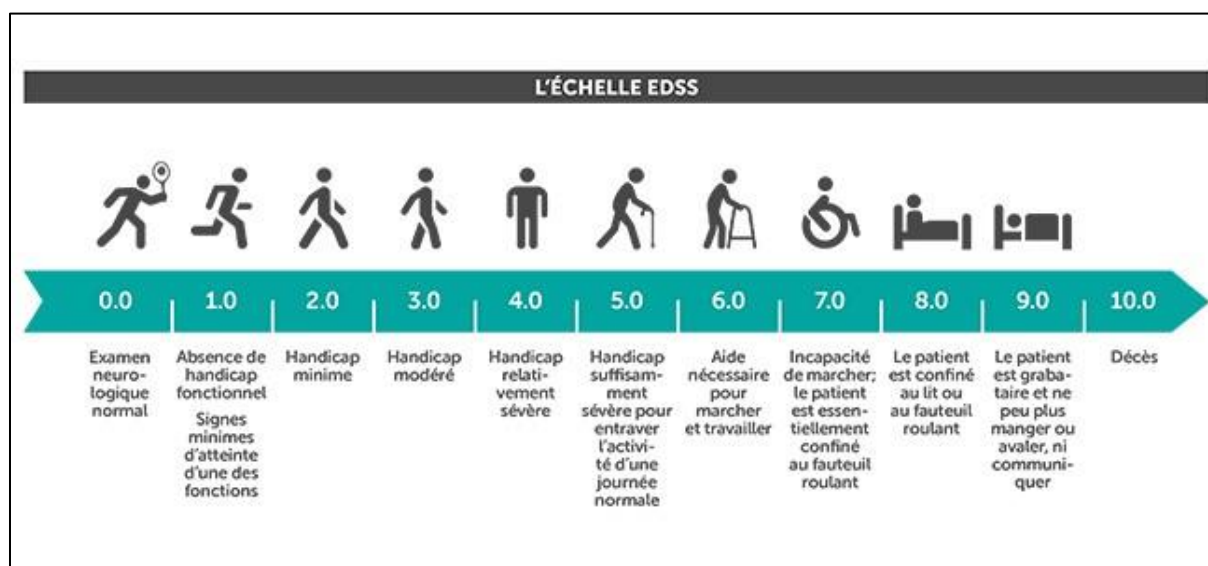 L'ÉCHELLE EDSS
0.0
1.0
2.0
3.0
4.0
5.0
6.0
7.0
8.0
9.0
10.0
Examen
neuro-
logique
normal
Absence de
handicap
fonctionnel
Signes
minimes
d'atteinte
d'une des
fonctions
Handicap
minime
Handicap
modéré
Handicap
relati-
vement
sévère
Handicap
suffisam-
ment
sévère pour
entraver
l'activi-
té d'une
journée
normale
Aide
nécessaire
pour
marcher
et travailler
Incapacité
de marcher;
le patient
est essen-
tiellement
confiné
au fauteuil
roulant
Le patient
est confiné
au lit ou
au fauteuil
roulant
Le patient
est graba-
taire et ne
peu plus
manger ou
avaler, ni
communi-
quer
Décès